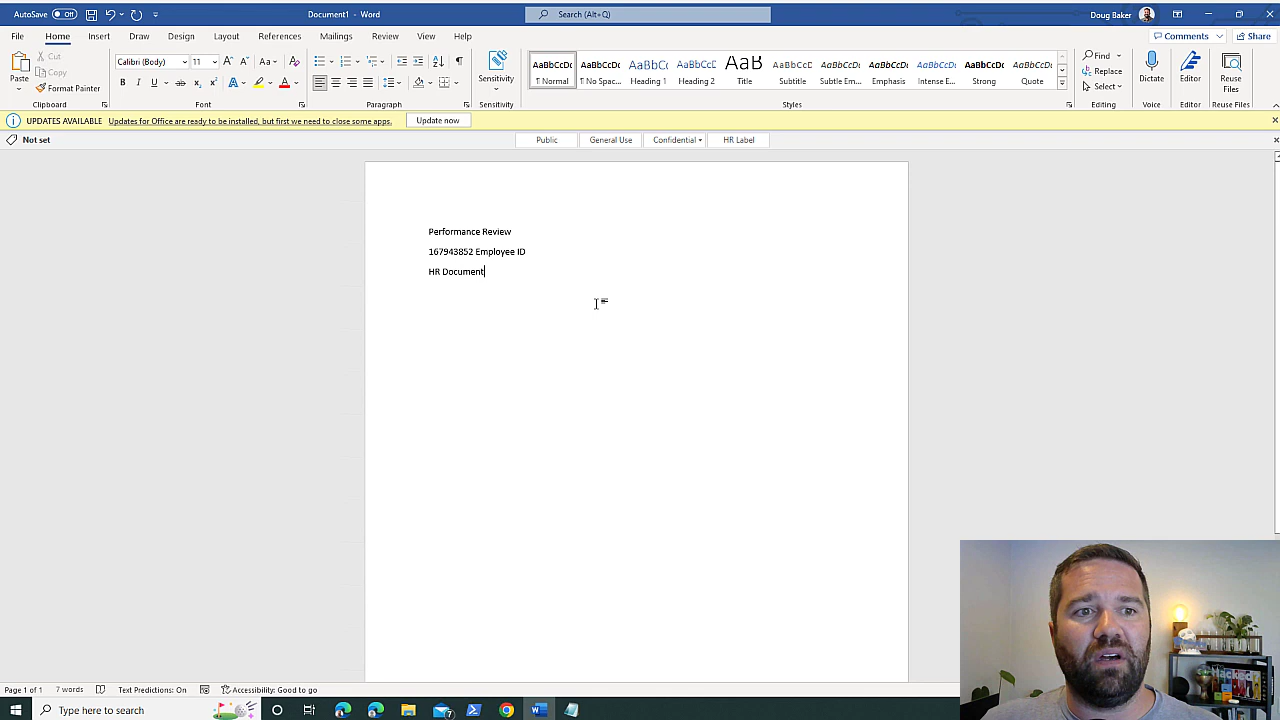 AutoSave Off Document1 - Word Search (Alt+Q) Doug Baker
File Home Insert Draw Design Layout References Mailings Review View Help Comments Share
Paste Cut Copy Format Painter Clipboard
Calibri (Body) 11 Font
Paragraph
Sensitivity Sensitivity
AaBbCcDc ¶ Normal AaBbCcDc ¶ No Spac... AaBbCc Heading 1 AaBbCcC Heading 2 AaB Title AaBbCcD Subtitle AaBbCcDc Subtle Em... AaBbCcDc Emphasis AaBbCcDc Intense E... AaBbCcDc Strong AaBbCcDc Quote Styles
Find Replace Select Editing
Dictate Voice
Editor Editor
Reuse Files Reuse Files
UPDATES AVAILABLE Updates for Office are ready to be installed, but first we need to close some apps. Update now
Not set Public General Use Confidential HR Label
Performance Review
167943852 Employee ID
HR Document
Page 1 of 1 7 words Text Predictions: On Accessibility: Good to go
Type here to search